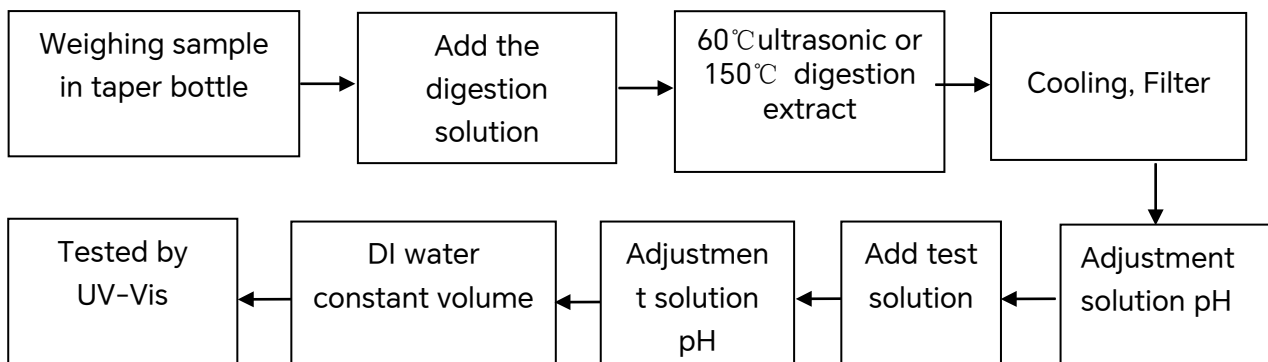 Weighing sample
in taper bottle
Add the
digestion
solution
60℃ultrasonic or
150℃ digestion
extract
Cooling, Filter
Adjustment
solution pH
Add test
solution
Adjustmen
t solution
pH
DI water
constant volume
Tested by
UV-Vis